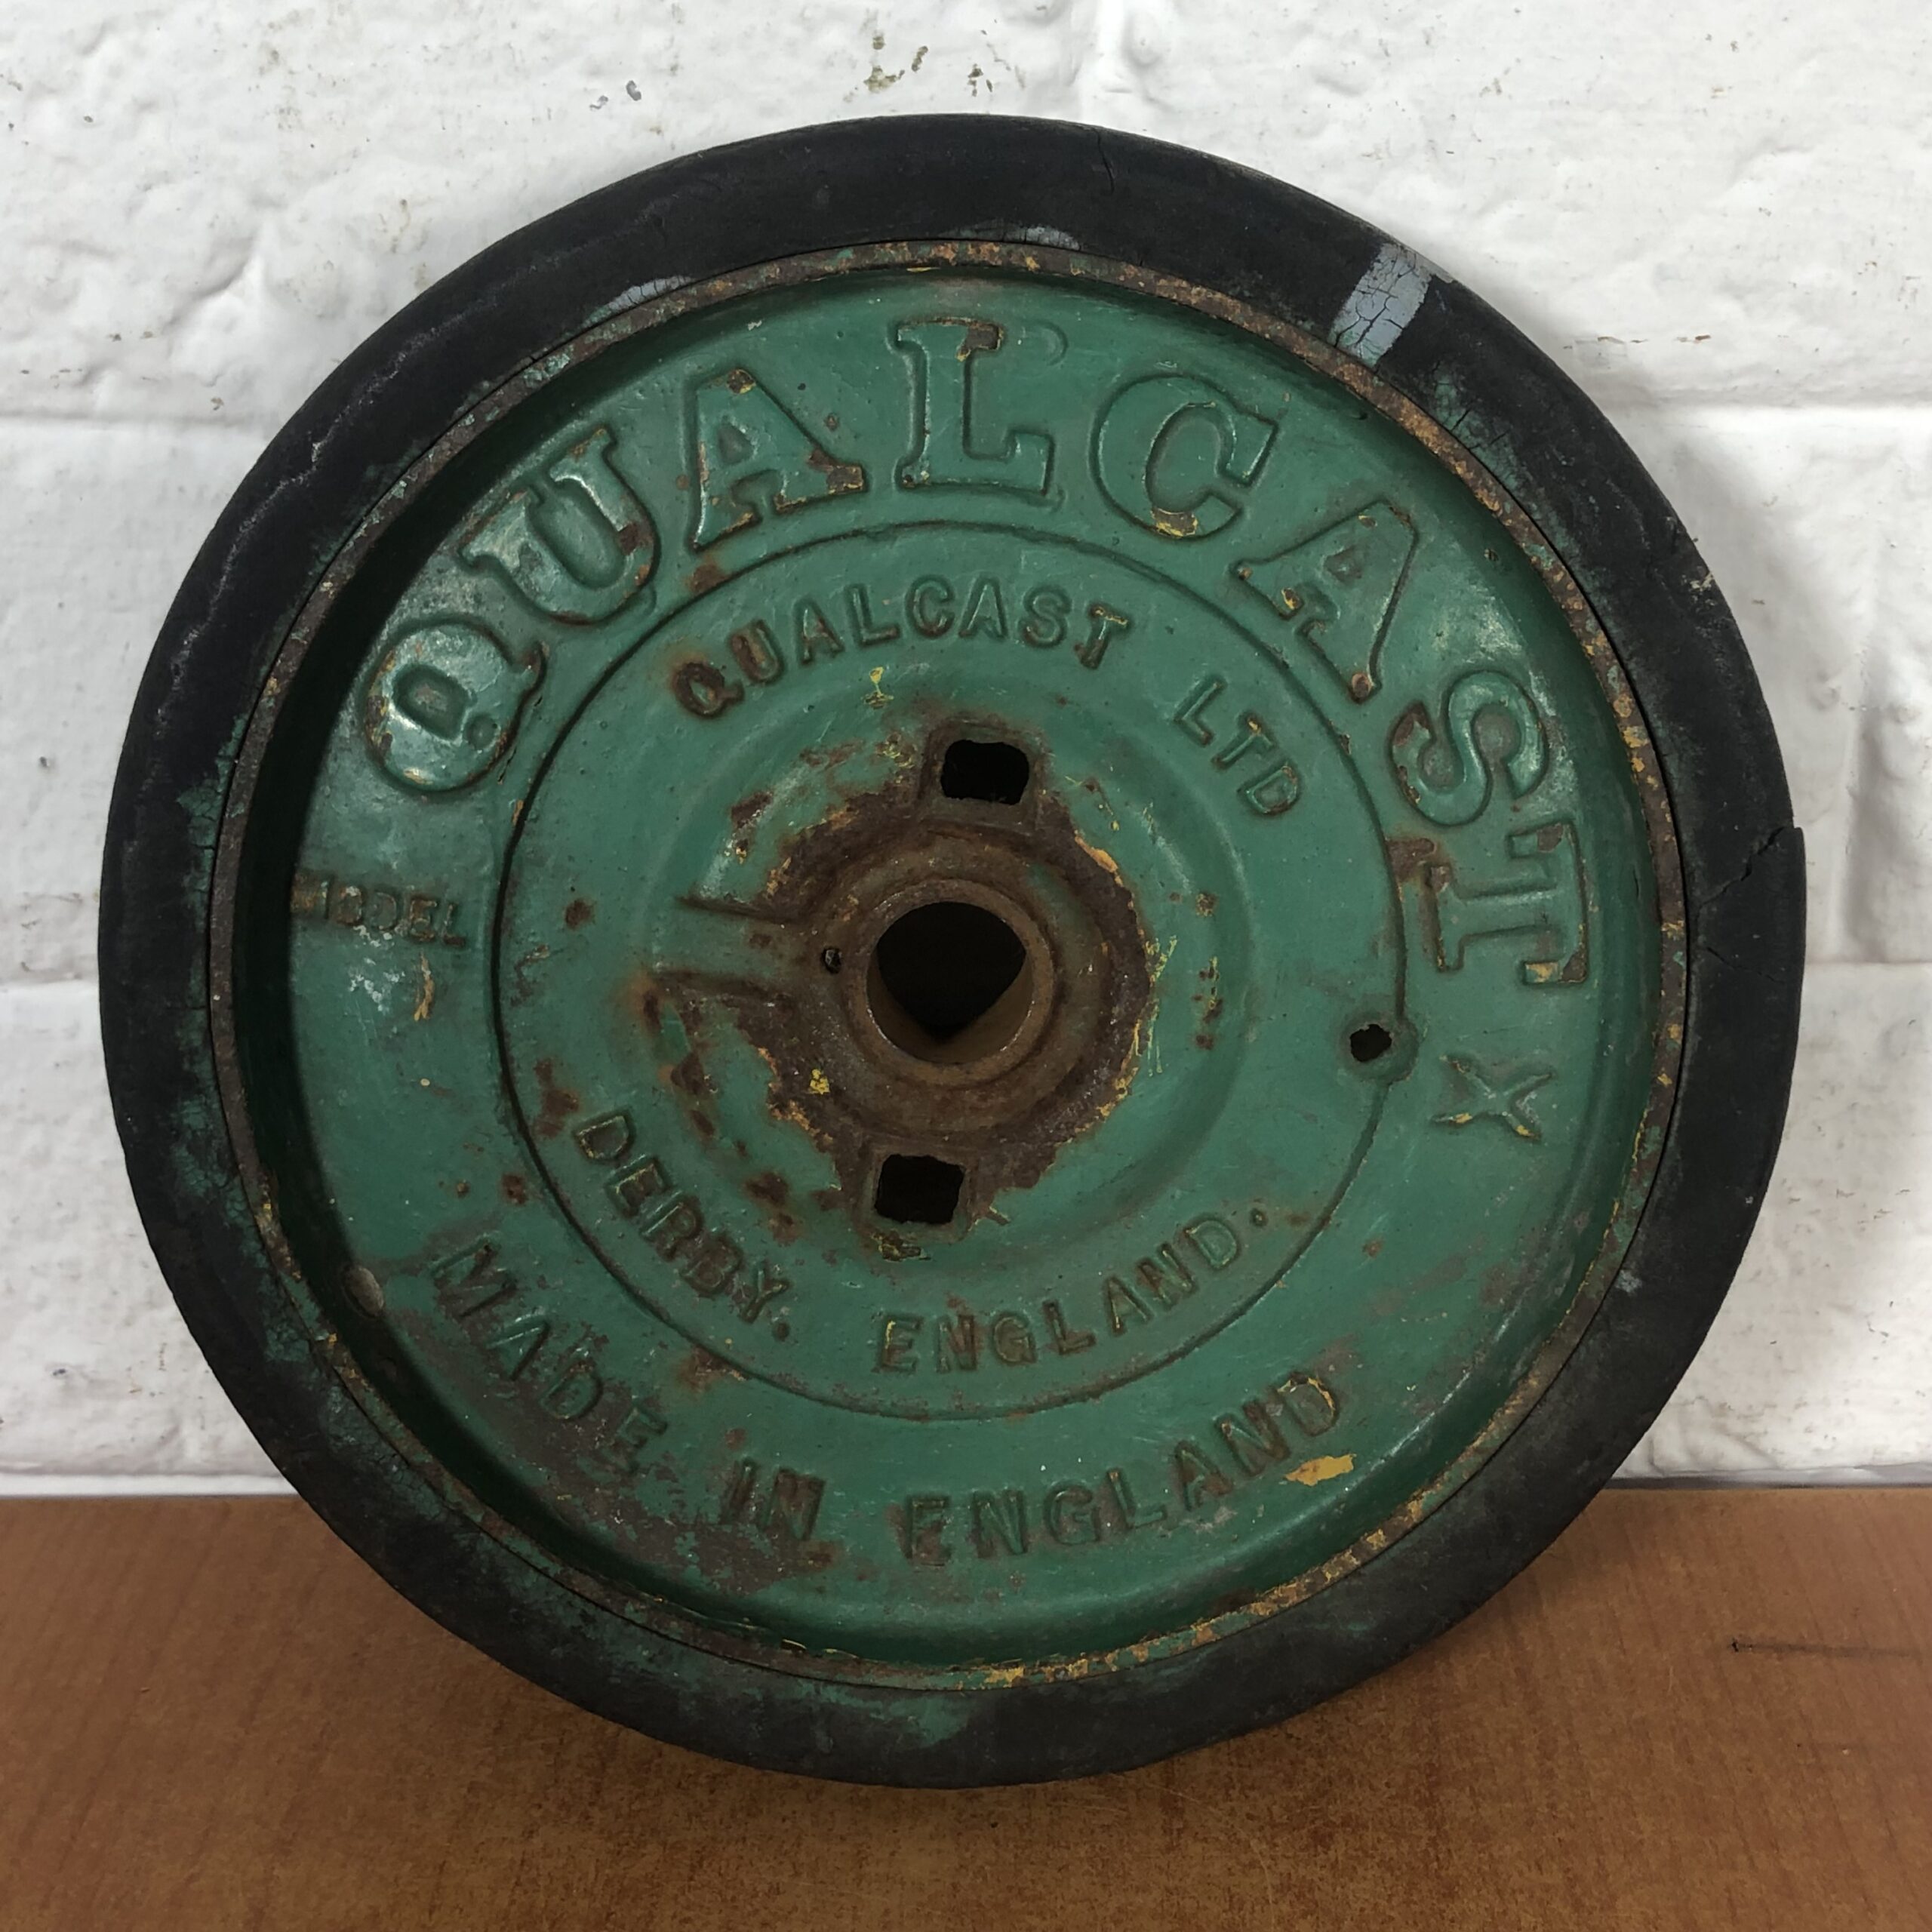 QUALCAST
MODEL
X
QUALCAST LTD
DERBY. ENGLAND.
MADE IN ENGLAND